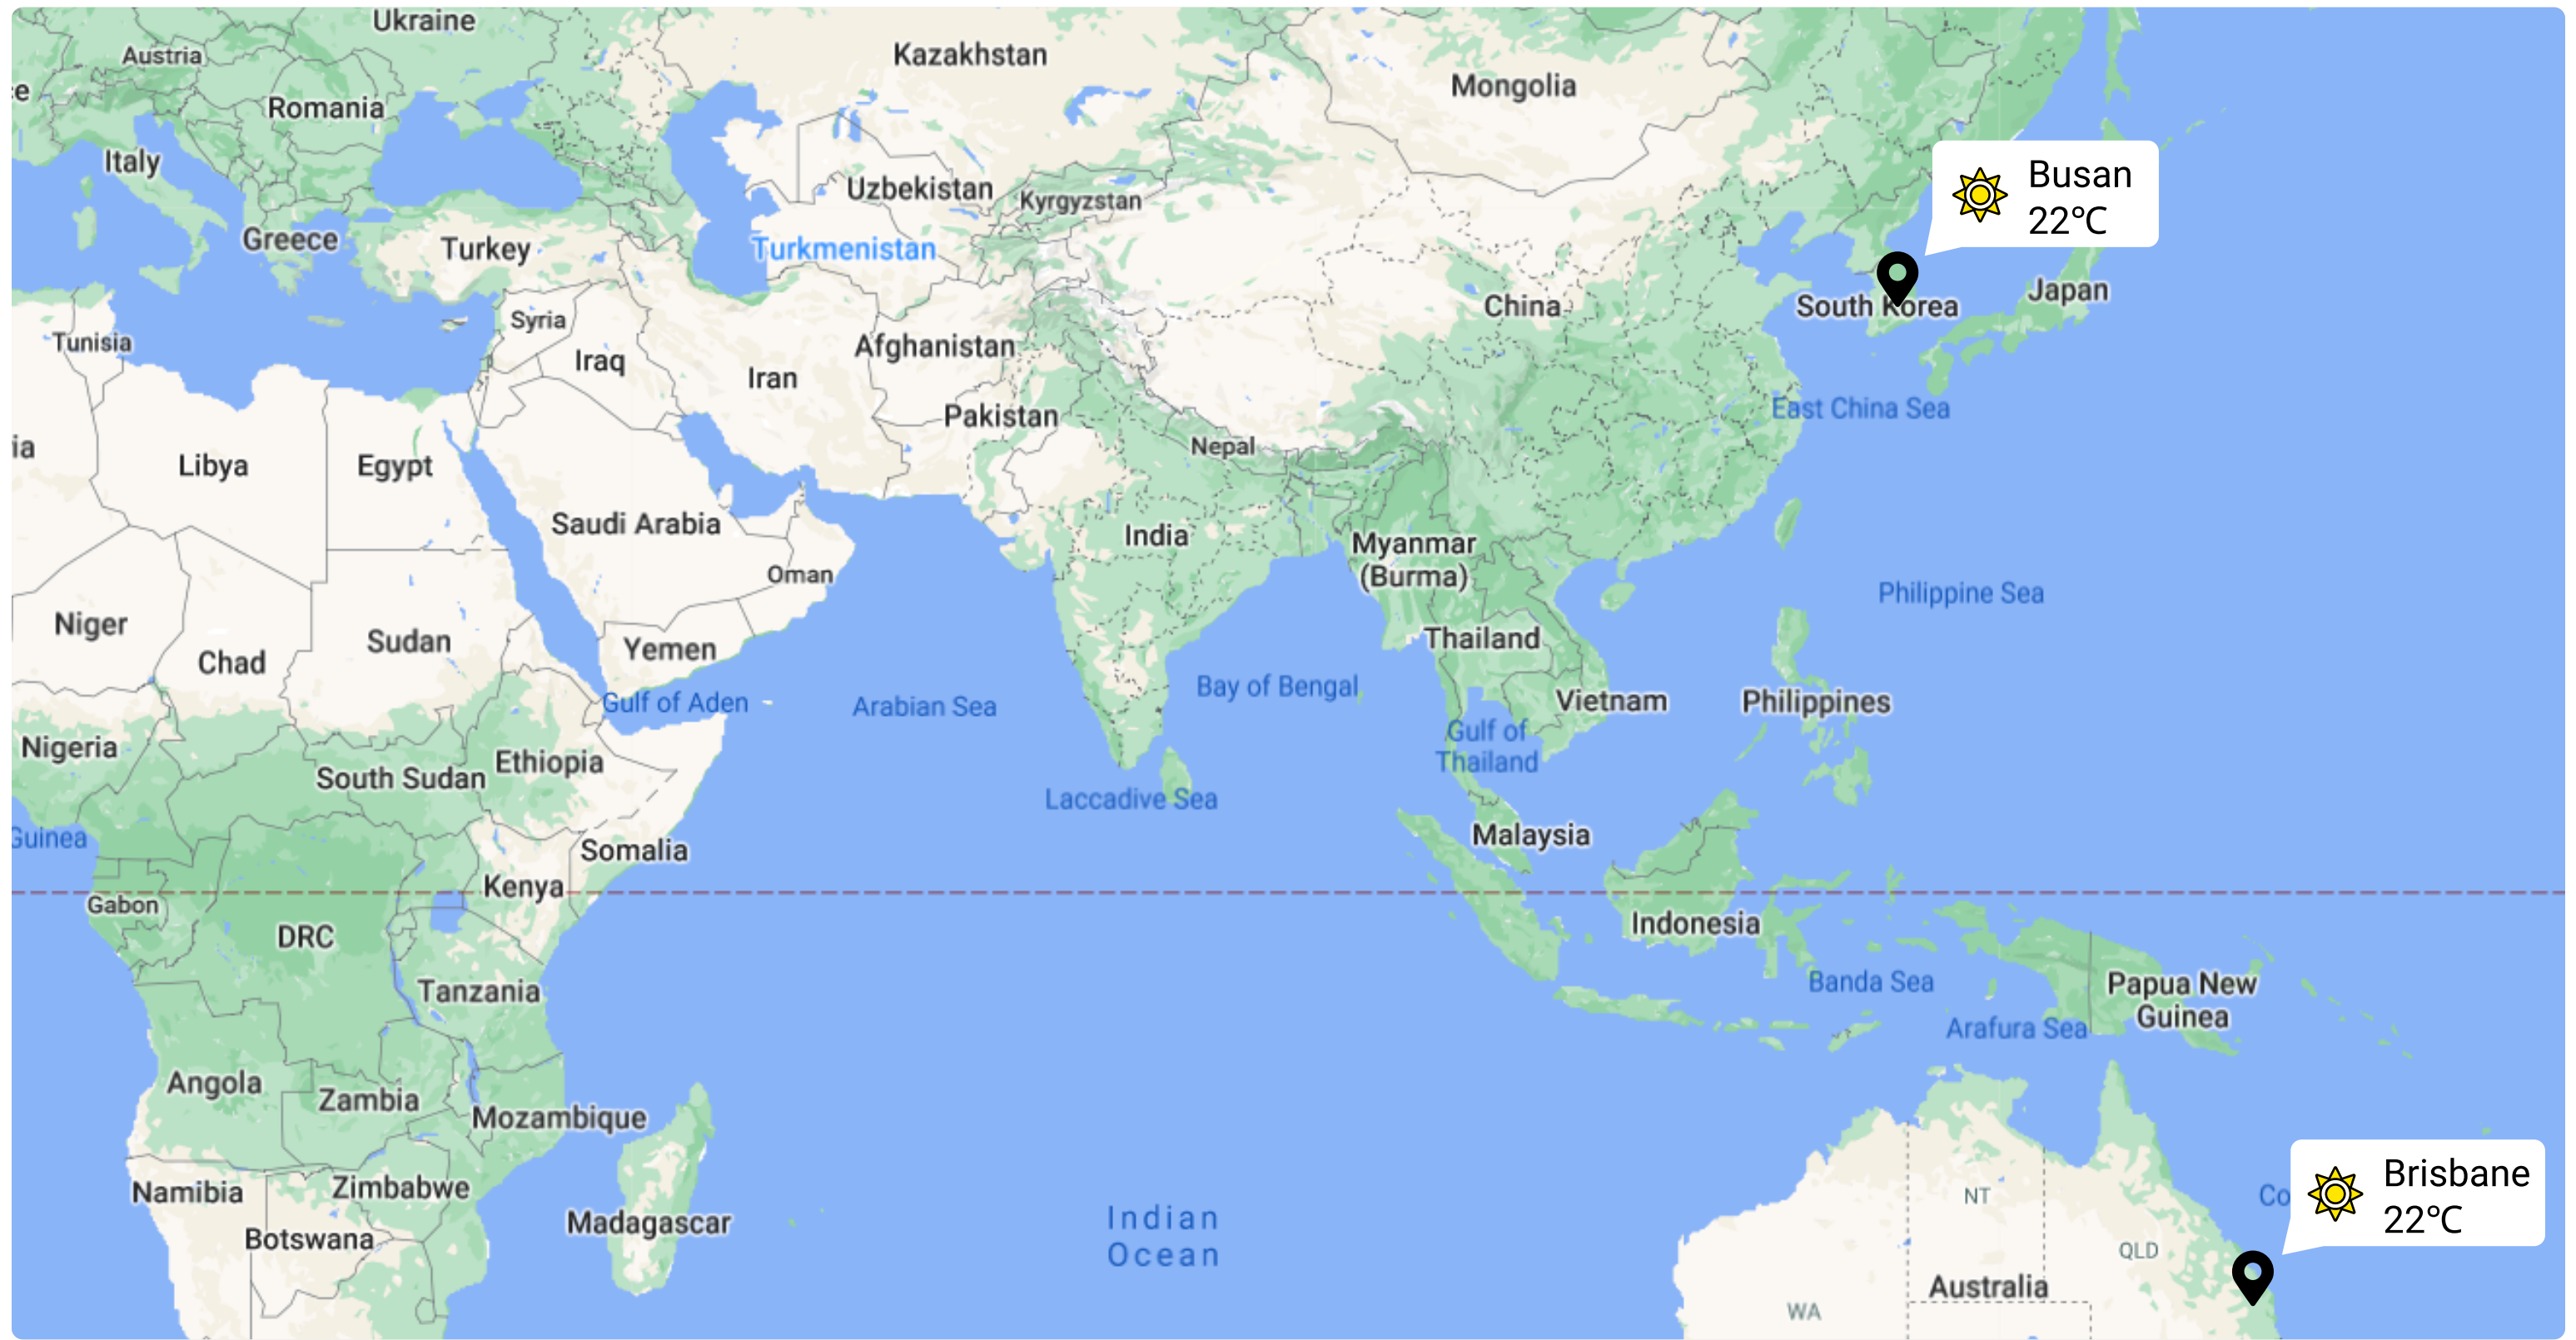 Ukraine
Austria
Kazakhstan
Mongolia
ce
Romania
Italy
Busan
22°C
Uzbekistan
Kyrgyzstan
Greece
Turkey
Turkmenistan
Japan
South Korea
China
Syria
Tunisia
Afghanistan
Iraq
Iran
East China Sea
Pakistan
ia
Nepal
Libya
Egypt
Saudi Arabia
India
Myanmar
(Burma)
Oman
Philippine Sea
Niger
Sudan
Thailand
Yemen
Chad
Bay of Bengal
Gulf of Aden
Arabian Sea
Vietnam
Philippines
Gulf of
Thailand
Nigeria
Ethiopia
South Sudan
Laccadive Sea
Guinea
Malaysia
Somalia
Kenya
Gabon
Indonesia
DRC
Banda Sea
Papua New
Guinea
Tanzania
Arafura Sea
Angola
Zambia
Mozambique
Brisbane
22°C
Namibia
Zimbabwe
NT
Co
Madagascar
Indian
Ocean
Botswana
QLD
Australia
WA